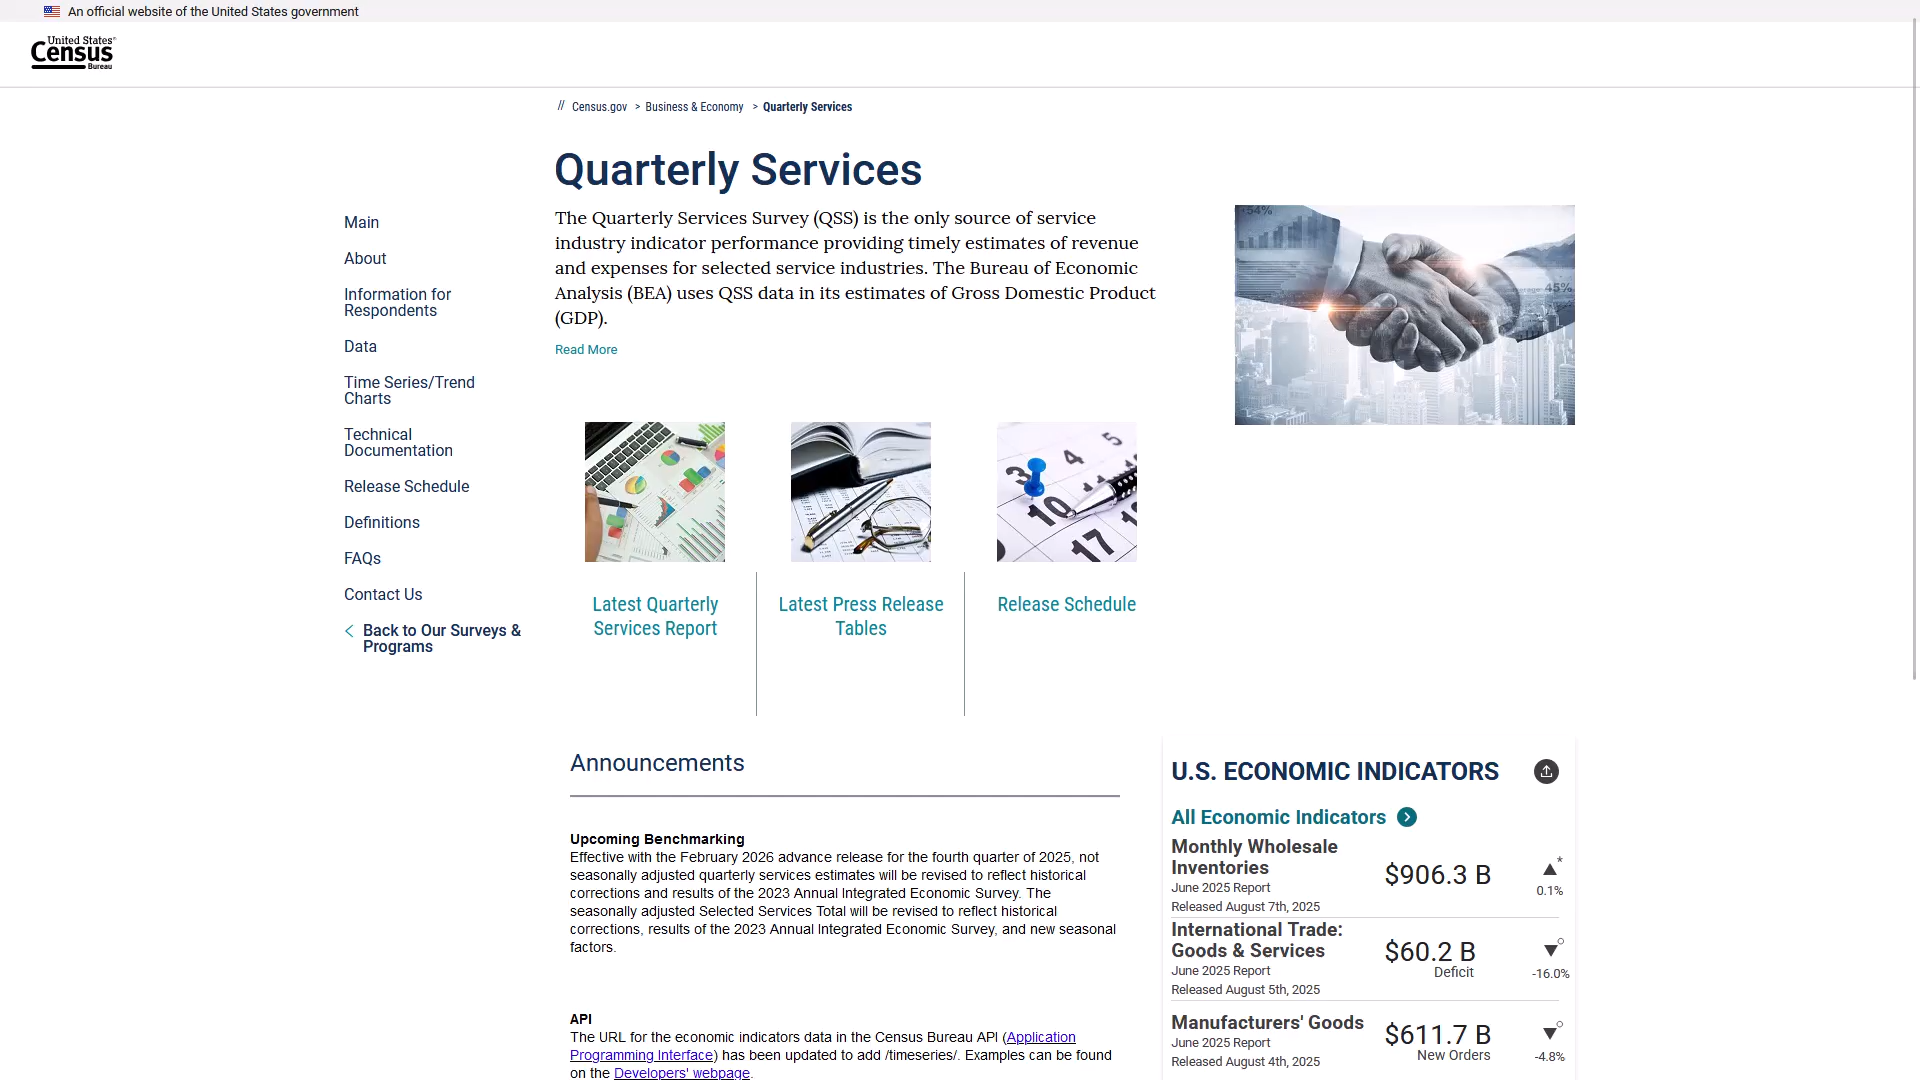 An official website of the United States government
United States®
Census
Bureau
// Census.gov > Business & Economy > Quarterly Services
Quarterly Services
Main
About
Information for
Respondents
Data
Time Series/Trend
Charts
Technical
Documentation
Release Schedule
Definitions
FAQs
Contact Us
Back to Our Surveys &
Programs
The Quarterly Services Survey (QSS) is the only source of service
industry indicator performance providing timely estimates of revenue
and expenses for selected service industries. The Bureau of Economic
Analysis (BEA) uses QSS data in its estimates of Gross Domestic Product
(GDP).
Read More
54%
45%
3 4 5
10
17
Latest Quarterly
Services Report
Latest Press Release
Tables
Release Schedule
Announcements
Upcoming Benchmarking
Effective with the February 2026 advance release for the fourth quarter of 2025, not
seasonally adjusted quarterly services estimates will be revised to reflect historical
corrections and results of the 2023 Annual Integrated Economic Survey. The
seasonally adjusted Selected Services Total will be revised to reflect historical
corrections, results of the 2023 Annual Integrated Economic Survey, and new seasonal
factors.
API
The URL for the economic indicators data in the Census Bureau API (Application
Programming Interface) has been updated to add /timeseries/. Examples can be found
on the Developers' webpage.
U.S. ECONOMIC INDICATORS
All Economic Indicators
Monthly Wholesale
Inventories
June 2025 Report
Released August 7th, 2025
$906.3 B
▲*
0.1%
International Trade:
Goods & Services
June 2025 Report
Released August 5th, 2025
$60.2 B
Deficit
▼○
-16.0%
Manufacturers' Goods
June 2025 Report
Released August 4th, 2025
$611.7 B
New Orders
▼○
-4.8%